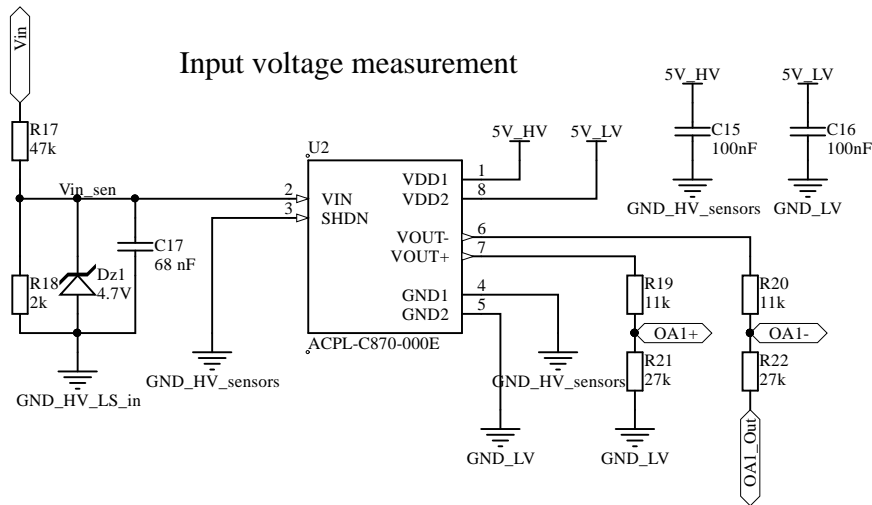 Vin
Input voltage measurement
R17
47k
Vin_sen
R18
2k
Dz1
4.7V
C17
68 nF
GND_HV_LS_in
U2
2
VIN
3
SHDN
VDD1
1
VDD2
8
VOUT-
6
VOUT+
7
GND1
4
GND2
5
ACPL-C870-000E
5V_HV
5V_LV
GND_HV_sensors
GND_HV_sensors
GND_LV
5V_HV
C15
100nF
GND_HV_sensors
5V_LV
C16
100nF
GND_LV
R19
11k
OA1+
R21
27k
GND_LV
R20
11k
OA1-
R22
27k
OA1_Out